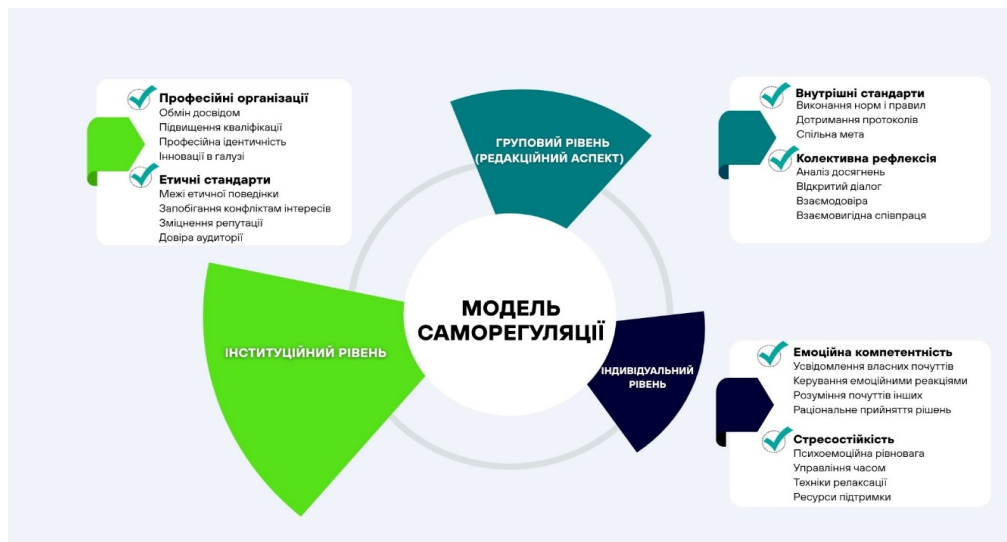 Професійні організації
Обмін досвідом
Підвищення кваліфікації
Професійна ідентичність
Інновації в галузі
Етичні стандарти
Межі етичної поведінки
Запобігання конфліктам інтересів
Зміцнення репутації
Довіра аудиторії
ГРУПОВИЙ РІВЕНЬ
(РЕДАКЦІЙНИЙ АСПЕКТ)
Внутрішні стандарти
Виконання норм і правил
Дотримання протоколів
Спільна мета
Колективна рефлексія
Аналіз досягнень
Відкритий діалог
Взаємодовіра
Взаємовигідна співпраця
МОДЕЛЬ
САМОРЕГУЛЯЦІЇ
ІНСТИТУЦІЙНИЙ РІВЕНЬ
ІНДИВІДУАЛЬНИЙ
РІВЕНЬ
Емоційна компетентність
Усвідомлення власних почуттів
Керування емоційними реакціями
Розуміння почуттів інших
Раціональне прийняття рішень
Стресостійкість
Психоемоційна рівновага
Управління часом
Техніки релаксації
Ресурси підтримки